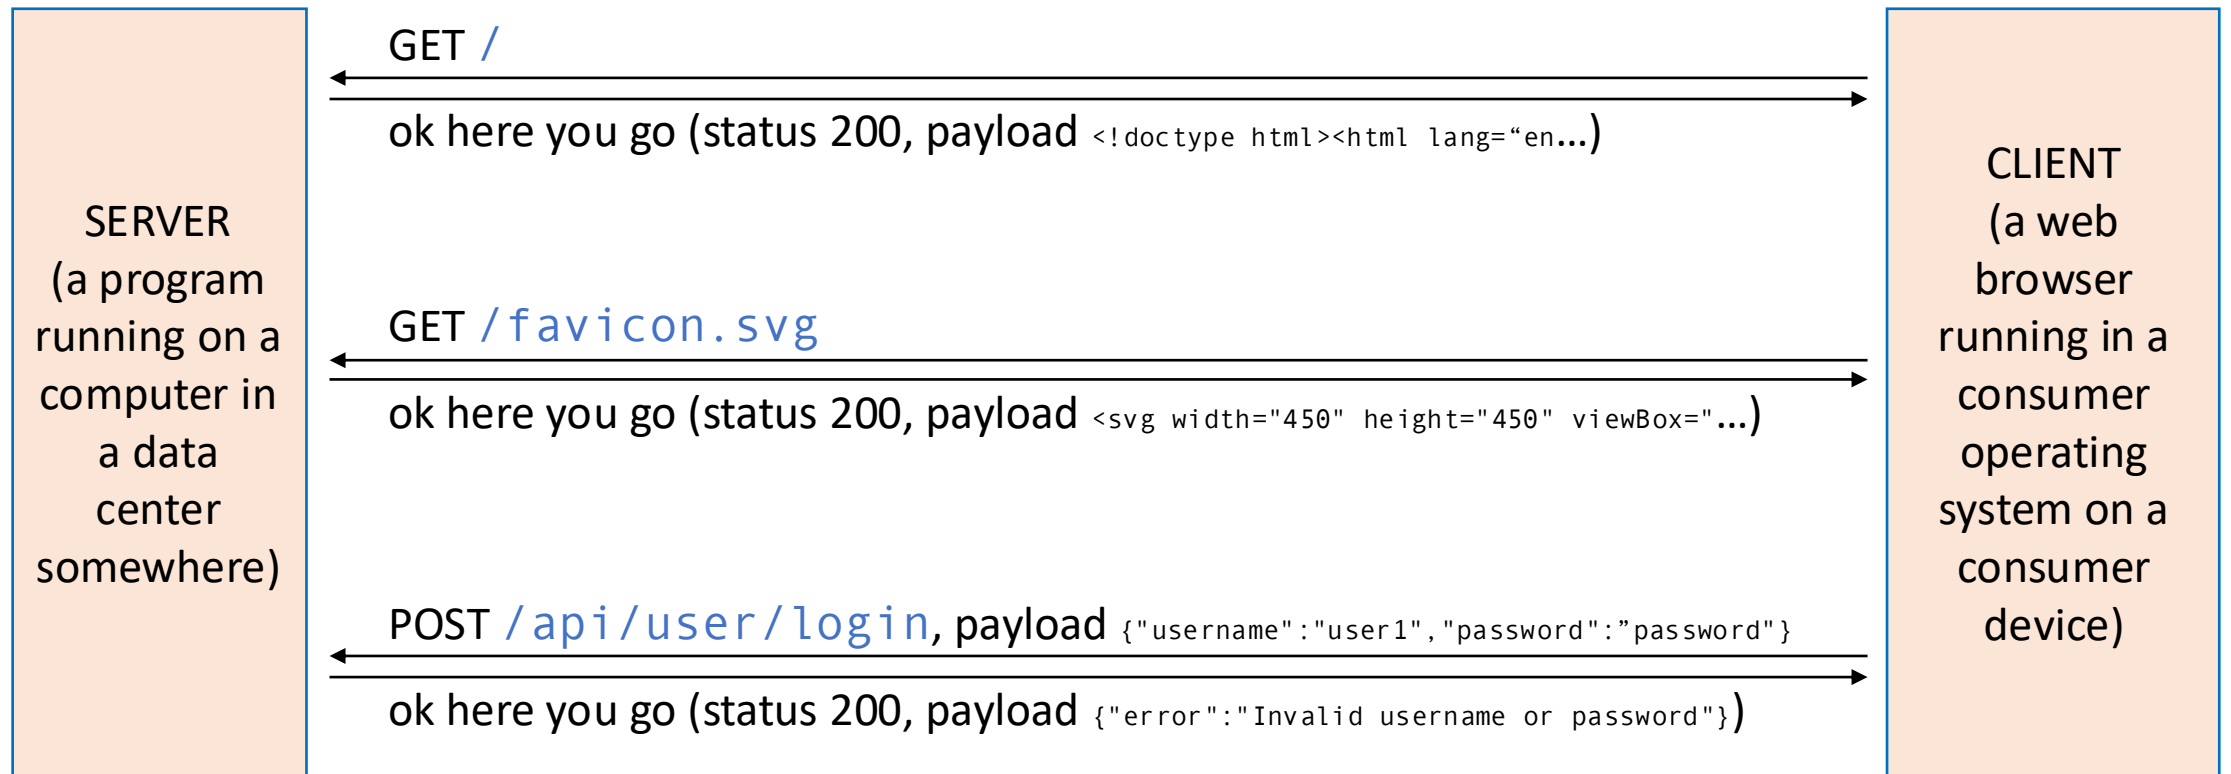 SERVER
(a program
running on a
computer in
a data
center
somewhere)
GET /
ok here you go (status 200, payload <!doctype html><html lang=“en…)
GET /favicon.svg
ok here you go (status 200, payload <svg width="450" height="450" viewBox="…)
POST /api/user/login, payload {"username":"user1","password":”password"}
ok here you go (status 200, payload {"error":"Invalid username or password"})
CLIENT
(a web
browser
running in a
consumer
operating
system on a
consumer
device)